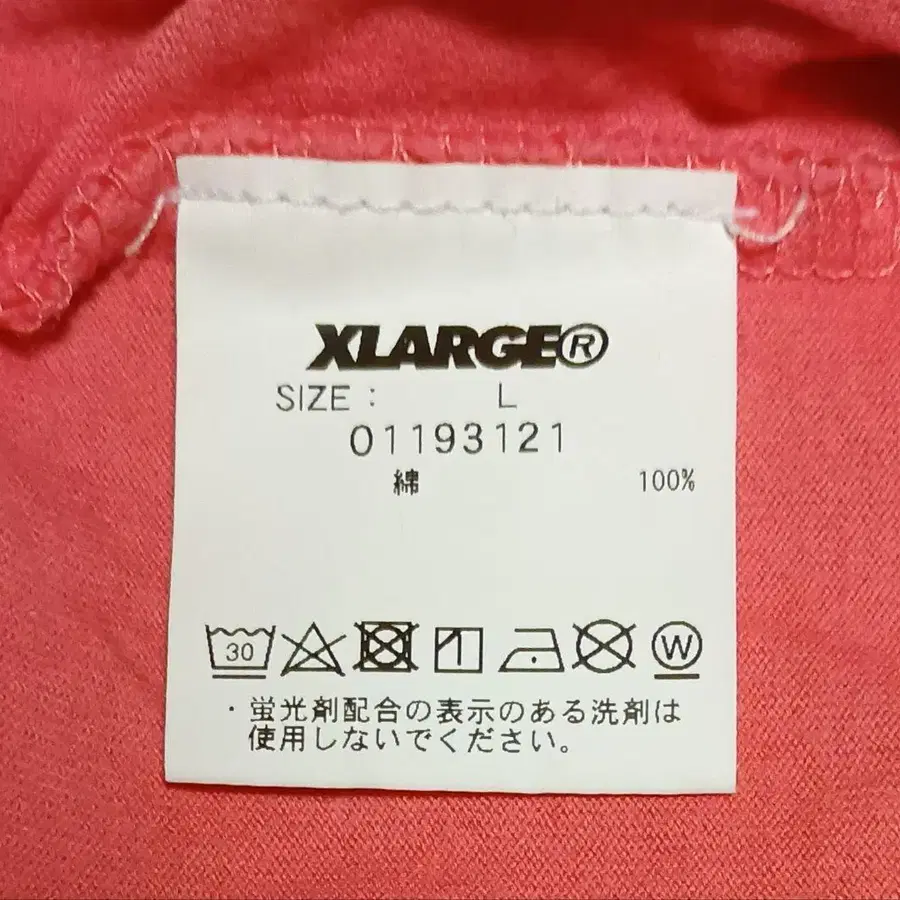 XLARGE®
SIZE : L
01193121
綿 100%
30 W
・蛍光剤配合の表示のある洗剤は
使用しないでください。